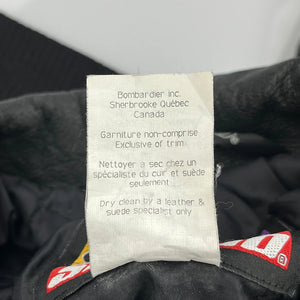 Bombardier Inc.
Sherbrooke Québec
Canada
Garniture non-comprise
Exclusive of trim
Nettoyer a sec chez un
spécialiste du cuir et suède
seulement
Dry clean by a leather &
suede specialist only